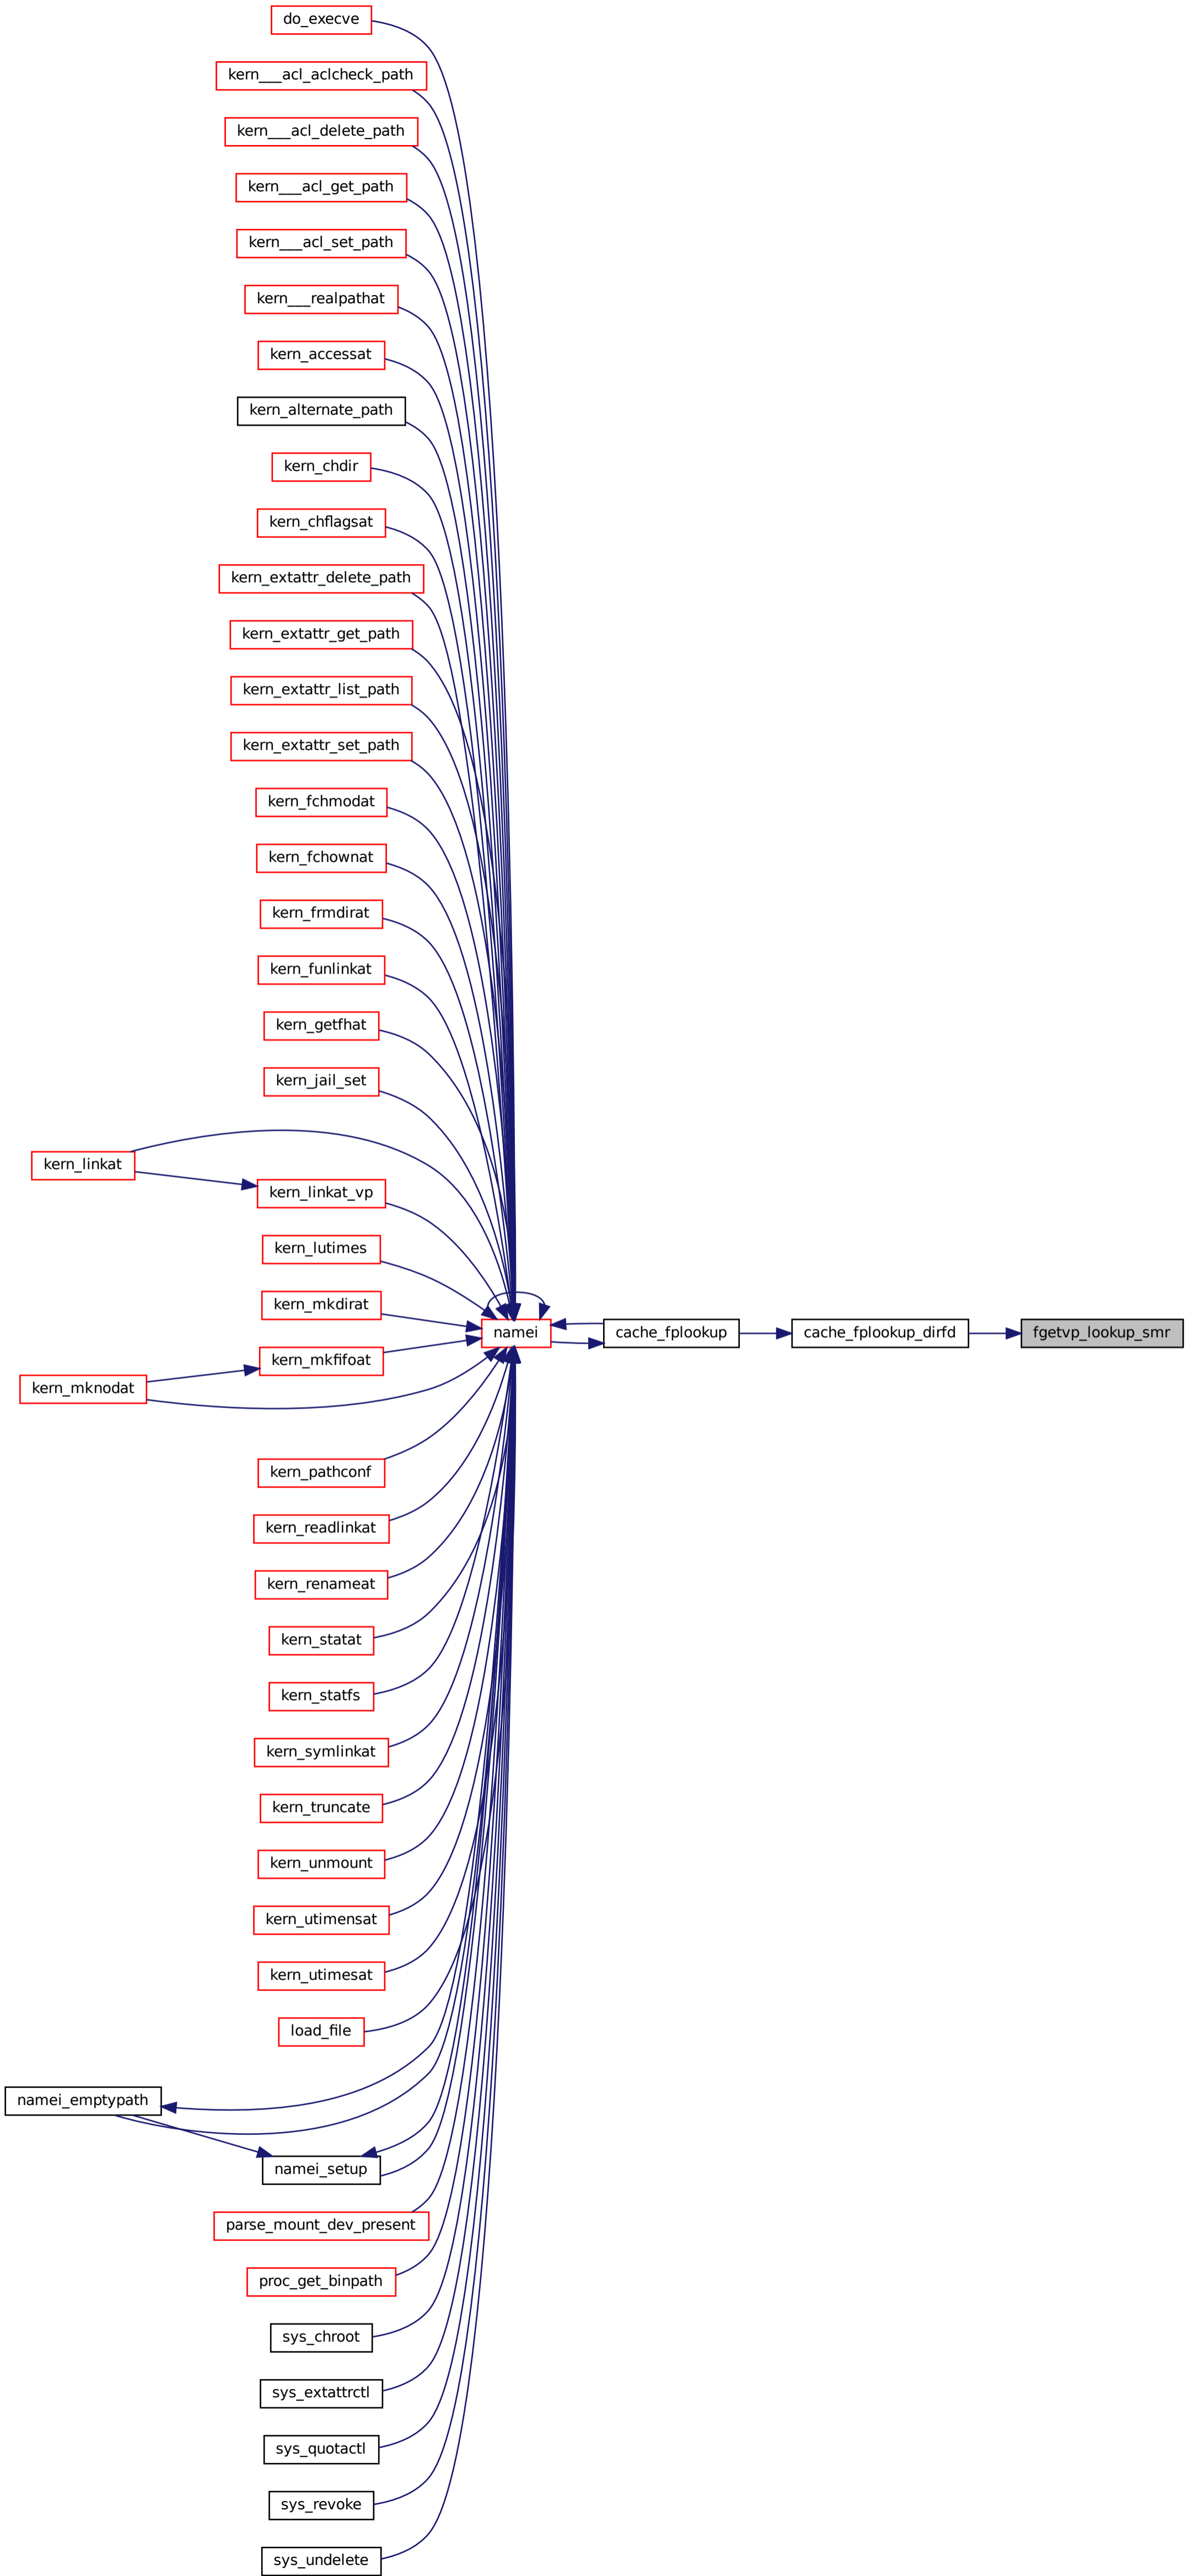 do_execve
kern___acl_aclcheck_path
kern___acl_delete_path
kern___acl_get_path
kern___acl_set_path
kern___realpathat
kern_accessat
kern_alternate_path
kern_chdir
kern_chflagsat
kern_extattr_delete_path
kern_extattr_get_path
kern_extattr_list_path
kern_extattr_set_path
kern_fchmodat
kern_fchownat
kern_frmdirat
kern_funlinkat
kern_getfhat
kern_jail_set
kern_linkat
kern_linkat_vp
kern_lutimes
kern_mkdirat
namei
cache_fplookup
cache_fplookup_dirfd
fgetvp_lookup_smr
kern_mkfifoat
kern_mknodat
kern_pathconf
kern_readlinkat
kern_renameat
kern_statat
kern_statfs
kern_symlinkat
kern_truncate
kern_unmount
kern_utimensat
kern_utimesat
load_file
namei_emptypath
namei_setup
parse_mount_dev_present
proc_get_binpath
sys_chroot
sys_extattrctl
sys_quotactl
sys_revoke
sys_undelete